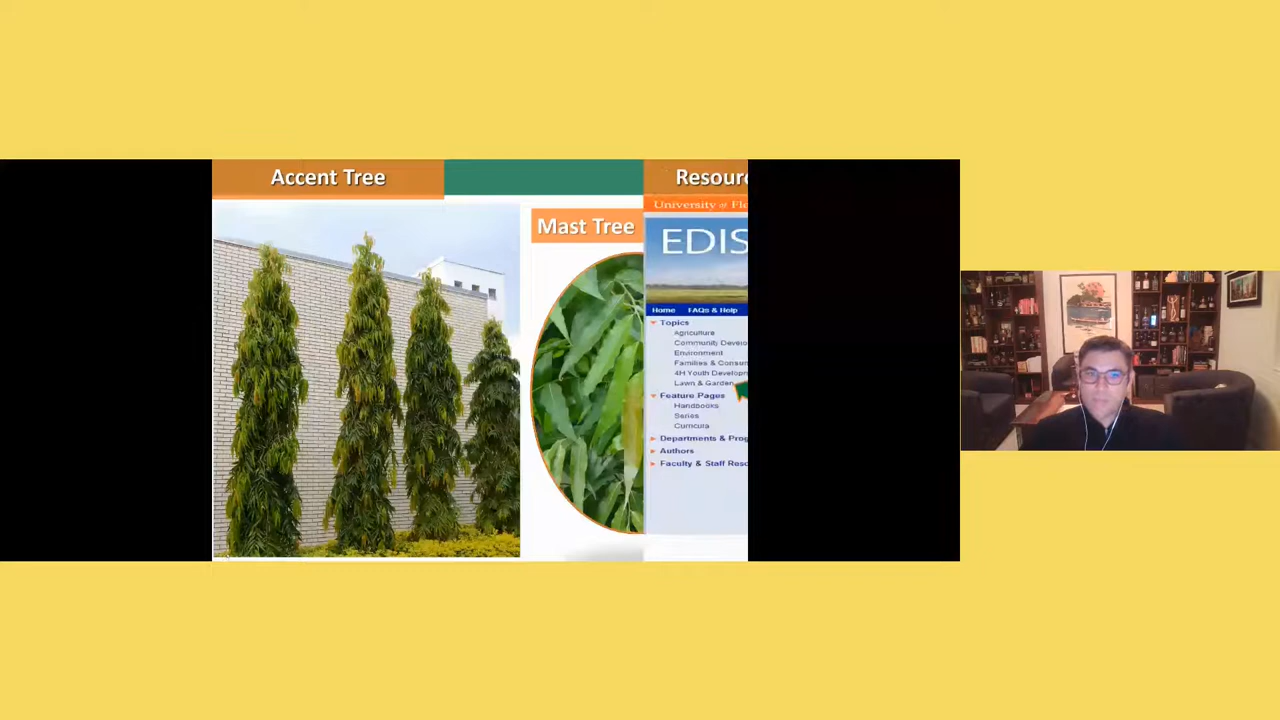 Accent Tree
Mast Tree
Resourc
University of Flo
EDIS
Home FAQs & Help
Topics
Agriculture
Community Develo
Environment
Families & Consum
4H Youth Developm
Lawn & Garden
Feature Pages
Handbooks
Series
Curricula
Departments & Prog
Authors
Faculty & Staff Reso